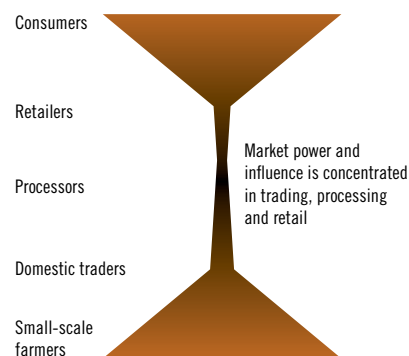 Consumers
Retailers
Market power and
influence is concentrated
in trading, processing
and retail
Processors
Domestic traders
Small-scale
farmers